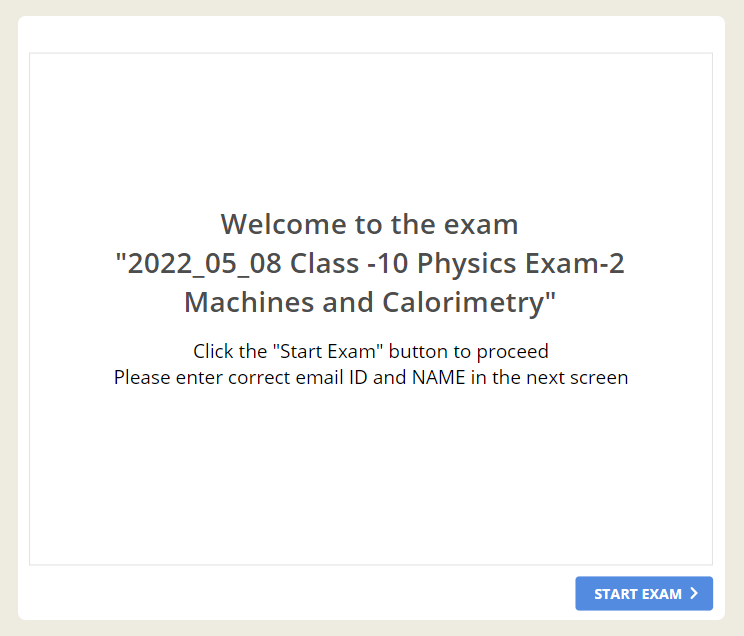 Welcome to the exam
"2022_05_08 Class -10 Physics Exam-2
Machines and Calorimetry"
Click the "Start Exam" button to proceed
Please enter correct email ID and NAME in the next screen
START EXAM